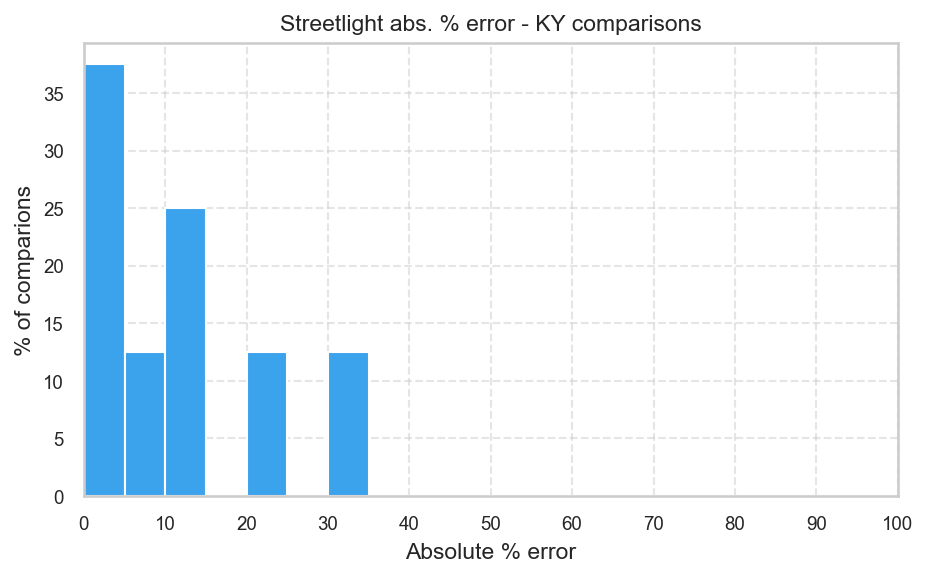 Streetlight abs. % error - KY comparisons
% of comparions
35
30
25
20
15
10
5
0
0 10 20 30 40 50 60 70 80 90 100
Absolute % error